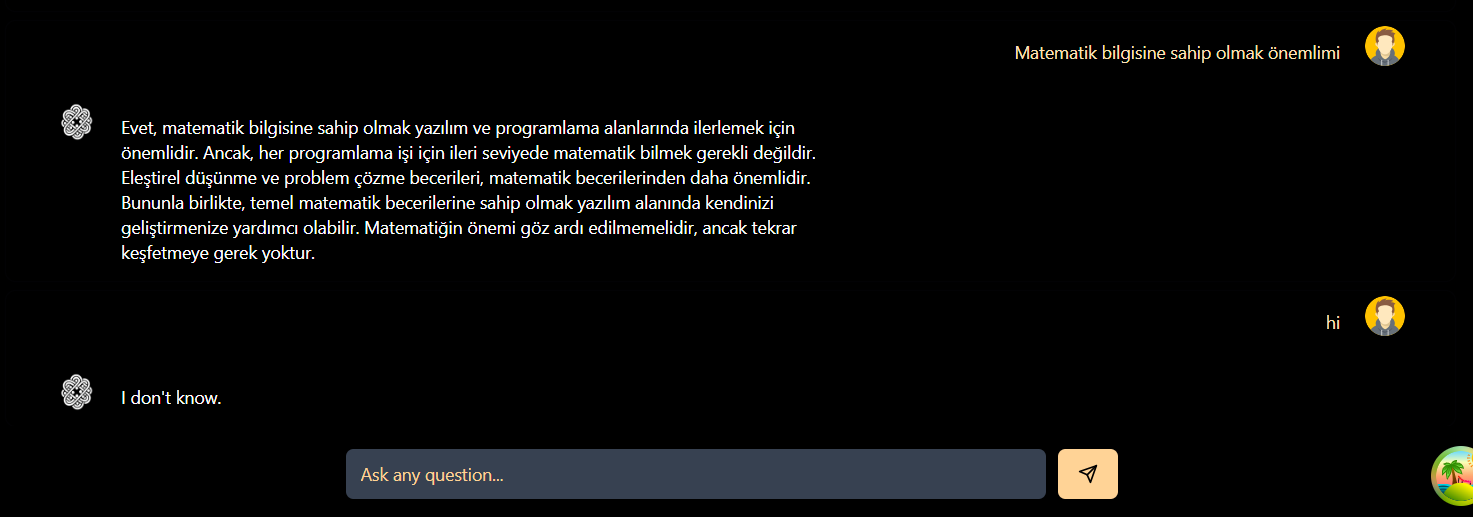 Matematik bilgisine sahip olmak önemlimi
Evet, matematik bilgisine sahip olmak yazılım ve programlama alanlarında ilerlemek için
önemlidir. Ancak, her programlama işi için ileri seviyede matematik bilmek gerekli değildir.
Eleştirel düşünme ve problem çözme becerileri, matematik becerilerinden daha önemlidir.
Bununla birlikte, temel matematik becerilerine sahip olmak yazılım alanında kendinizi
geliştirmenize yardımcı olabilir. Matematiğin önemi göz ardı edilmemelidir, ancak tekrar
keşfetmeye gerek yoktur.
hi
I don't know.
Ask any question...